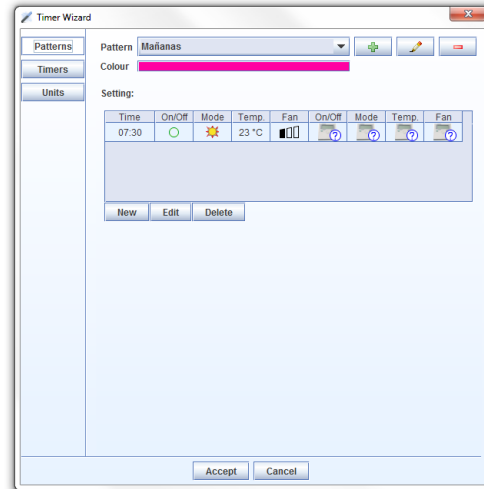 Timer Wizard
Patterns
Timers
Units
Pattern Mañanas
Colour
Setting:
Time On/Off Mode Temp. Fan On/Off Mode Temp. Fan
07:30 23 °C ? ? ? ?
New Edit Delete
Accept Cancel